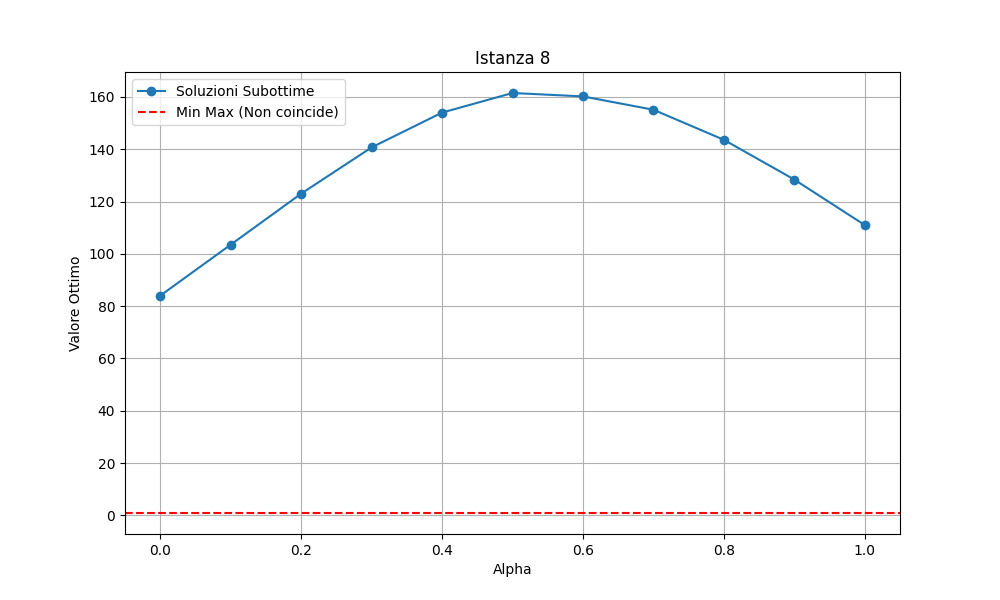 Istanza 8
Soluzioni Subottime
Min Max (Non coincide)
160
140
120
100
80
60
40
20
0
Valore Ottimo
0.0 0.2 0.4 0.6 0.8 1.0
Alpha